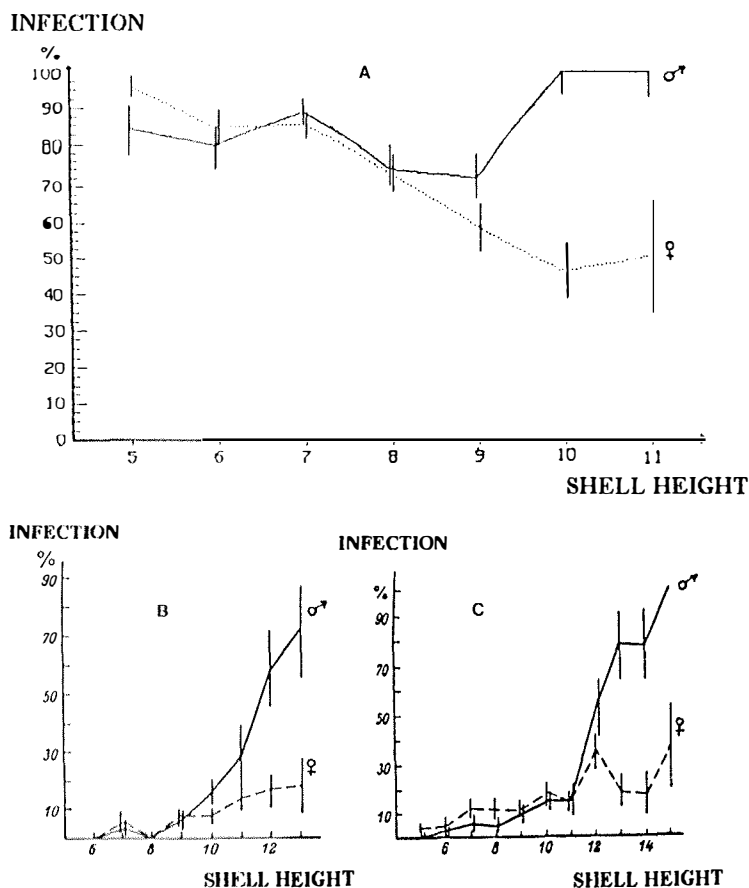 INFECTION
%
A
100
90
80
70
60
50
40
30
20
10
0
♂
♀
5 6 7 8 9 10 11
SHELL HEIGHT
INFECTION
%
B
90
70
50
30
10
♂
♀
6 8 10 12
SHELL HEIGHT
INFECTION
%
C
90
70
50
30
10
♂
♀
6 8 10 12 14
SHELL HEIGHT